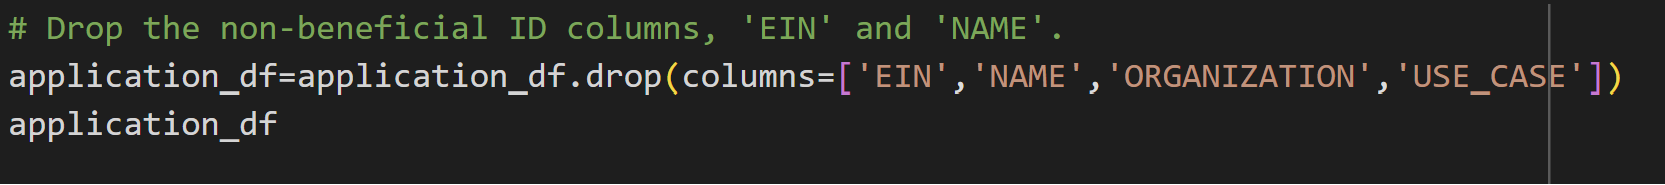 # Drop the non-beneficial ID columns, 'EIN' and 'NAME'.
application_df=application_df.drop(columns=['EIN','NAME','ORGANIZATION','USE_CASE'])
application_df